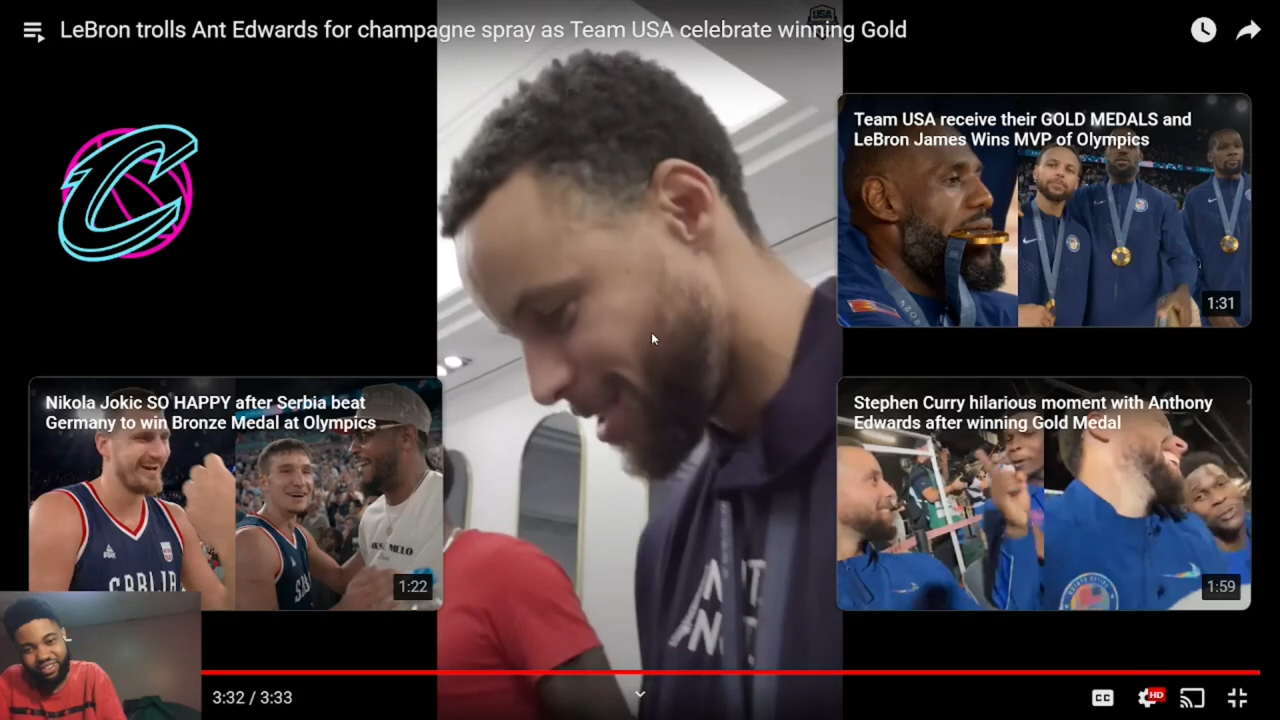 LeBron trolls Ant Edwards for champagne spray as Team USA celebrate winning Gold
USA
Team USA receive their GOLD MEDALS and
LeBron James Wins MVP of Olympics
1:31
Nikola Jokic SO HAPPY after Serbia beat
Germany to win Bronze Medal at Olympics
MELO
1:22
Stephen Curry hilarious moment with Anthony
Edwards after winning Gold Medal
1:59
3:32 / 3:33
CC
HD